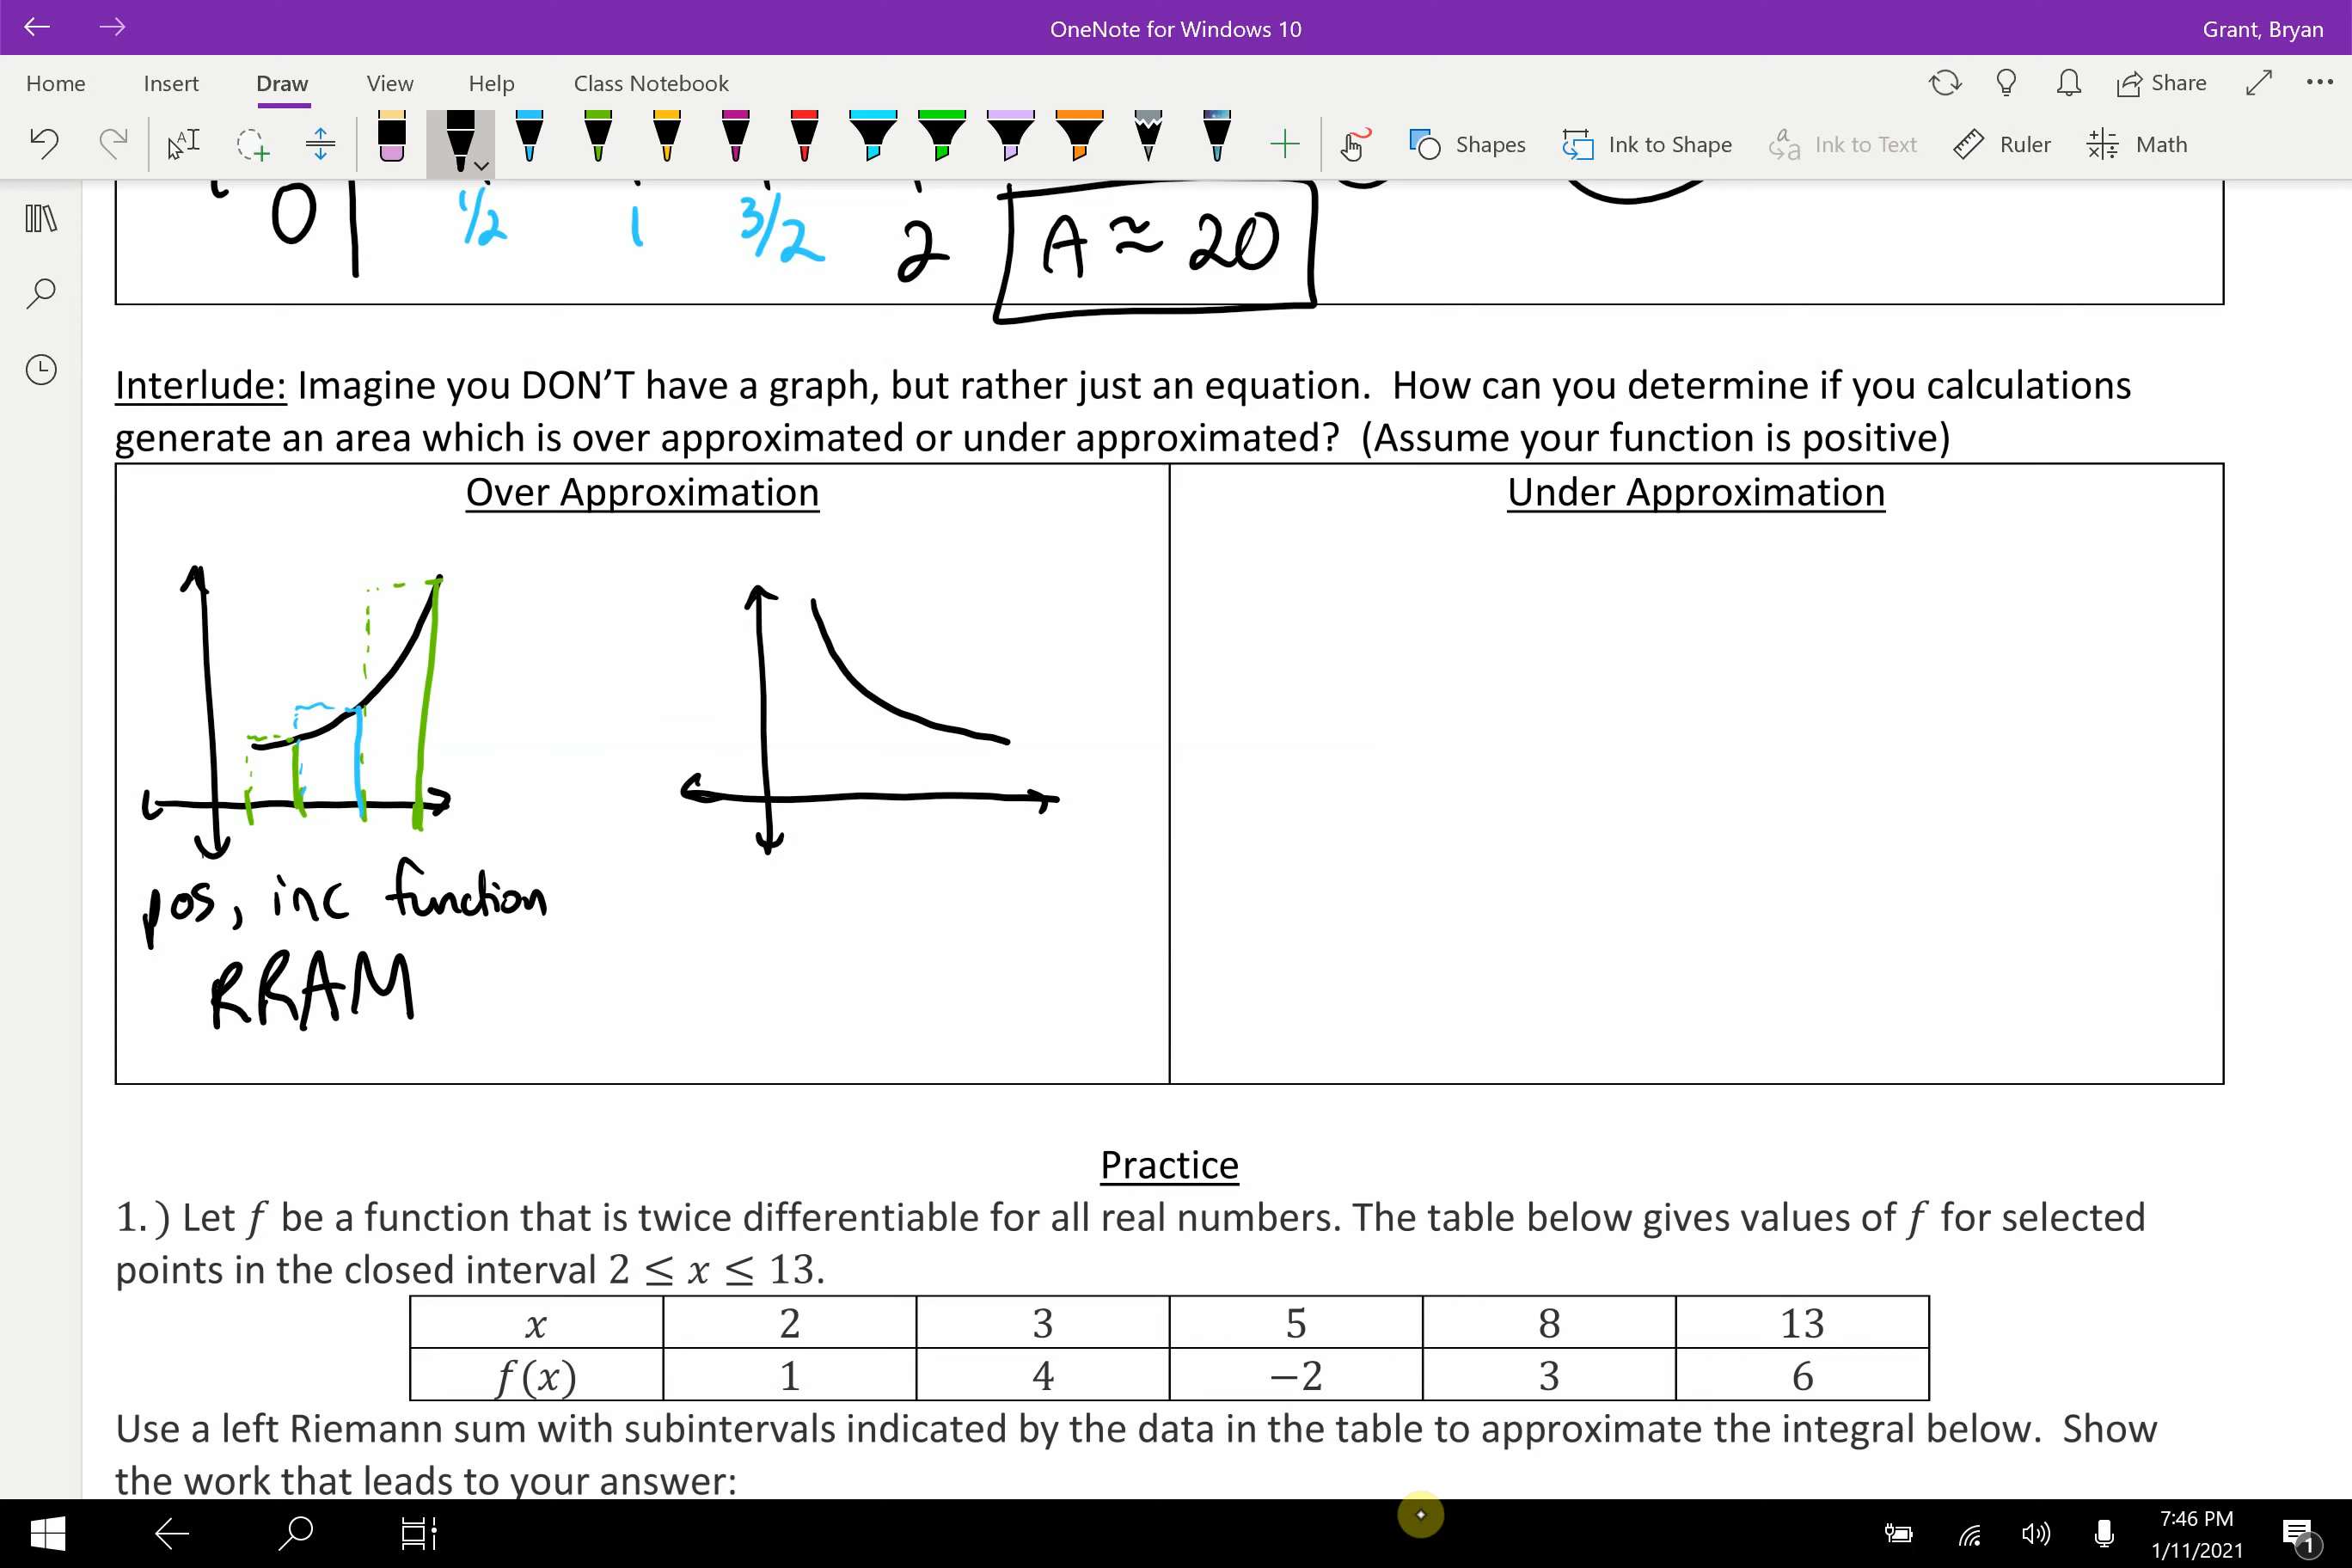 OneNote for Windows 10
Grant, Bryan
Home Insert Draw View Help Class Notebook
Share
Shapes Ink to Shape Ink to Text Ruler Math
0 1/2 1 3/2 2 A ≈ 20
Interlude: Imagine you DON'T have a graph, but rather just an equation. How can you determine if you calculations
generate an area which is over approximated or under approximated? (Assume your function is positive)
Over Approximation
Under Approximation
pos, inc function
RRAM
Practice
1.) Let f be a function that is twice differentiable for all real numbers. The table below gives values of f for selected
points in the closed interval 2 ≤ x ≤ 13.
x 2 3 5 8 13
f(x) 1 4 −2 3 6
Use a left Riemann sum with subintervals indicated by the data in the table to approximate the integral below. Show
the work that leads to your answer:
7:46 PM
1/11/2021
1